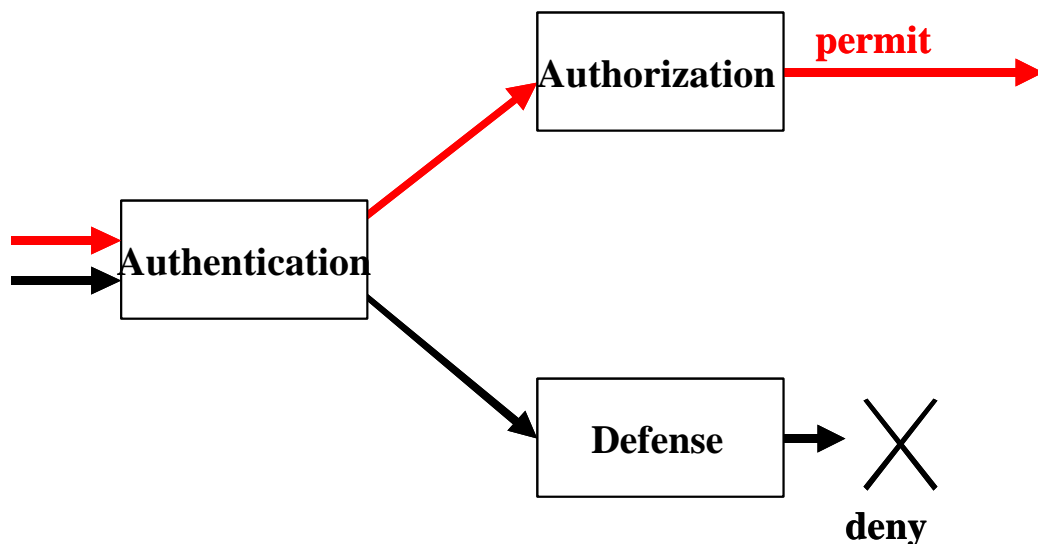 permit
Authorization
Authentication
Defense
deny